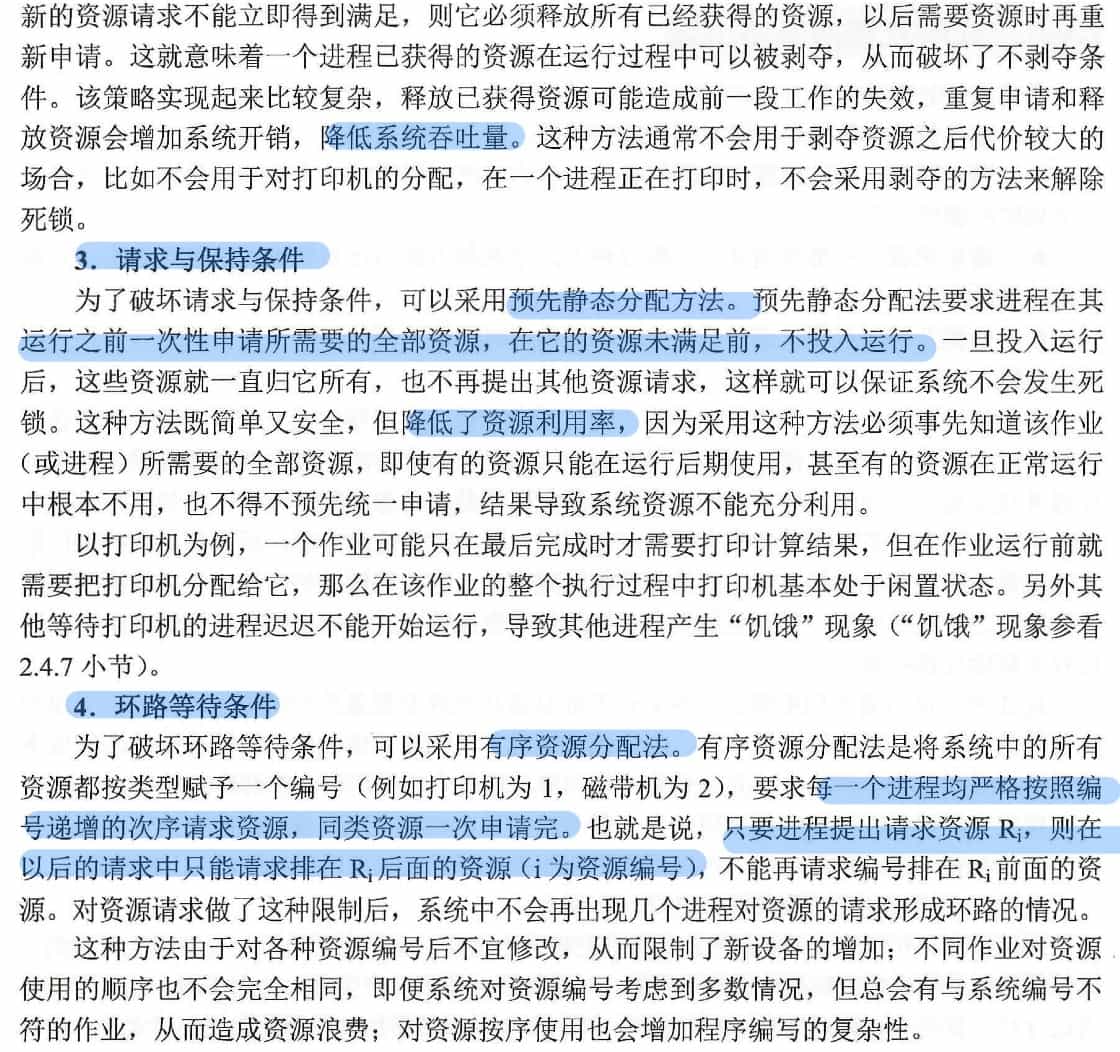 新的资源请求不能立即得到满足，则它必须释放所有已经获得的资源，以后需要资源时再重
新申请。这就意味着一个进程已获得的资源在运行过程中可以被剥夺，从而破坏了不剥夺条
件。该策略实现起来比较复杂，释放已获得资源可能造成前一段工作的失效，重复申请和释
放资源会增加系统开销，降低系统吞吐量。这种方法通常不会用于剥夺资源之后代价较大的
场合，比如不会用于对打印机的分配，在一个进程正在打印时，不会采用剥夺的方法来解除
死锁。
3．请求与保持条件
为了破坏请求与保持条件，可以采用预先静态分配方法。预先静态分配法要求进程在其
运行之前一次性申请所需要的全部资源，在它的资源未满足前，不投入运行。一旦投入运行
后，这些资源就一直归它所有，也不再提出其他资源请求，这样就可以保证系统不会发生死
锁。这种方法既简单又安全，但降低了资源利用率，因为采用这种方法必须事先知道该作业
（或进程）所需要的全部资源，即使有的资源只能在运行后期使用，甚至有的资源在正常运行
中根本不用，也不得不预先统一申请，结果导致系统资源不能充分利用。
以打印机为例，一个作业可能只在最后完成时才需要打印计算结果，但在作业运行前就
需要把打印机分配给它，那么在该作业的整个执行过程中打印机基本处于闲置状态。另外其
他等待打印机的进程迟迟不能开始运行，导致其他进程产生“饥饿”现象（“饥饿”现象参看
2.4.7 小节）。
4．环路等待条件
为了破坏环路等待条件，可以采用有序资源分配法。有序资源分配法是将系统中的所有
资源都按类型赋予一个编号（例如打印机为 1，磁带机为 2），要求每一个进程均严格按照编
号递增的次序请求资源，同类资源一次申请完。也就是说，只要进程提出请求资源 Ri，则在
以后的请求中只能请求排在 Ri 后面的资源（i 为资源编号），不能再请求编号排在 Ri 前面的资
源。对资源请求做了这种限制后，系统中不会再出现几个进程对资源的请求形成环路的情况。
这种方法由于对各种资源编号后不宜修改，从而限制了新设备的增加；不同作业对资源
使用的顺序也不会完全相同，即便系统对资源编号考虑到多数情况，但总会有与系统编号不
符的作业，从而造成资源浪费；对资源按序使用也会增加程序编写的复杂性。